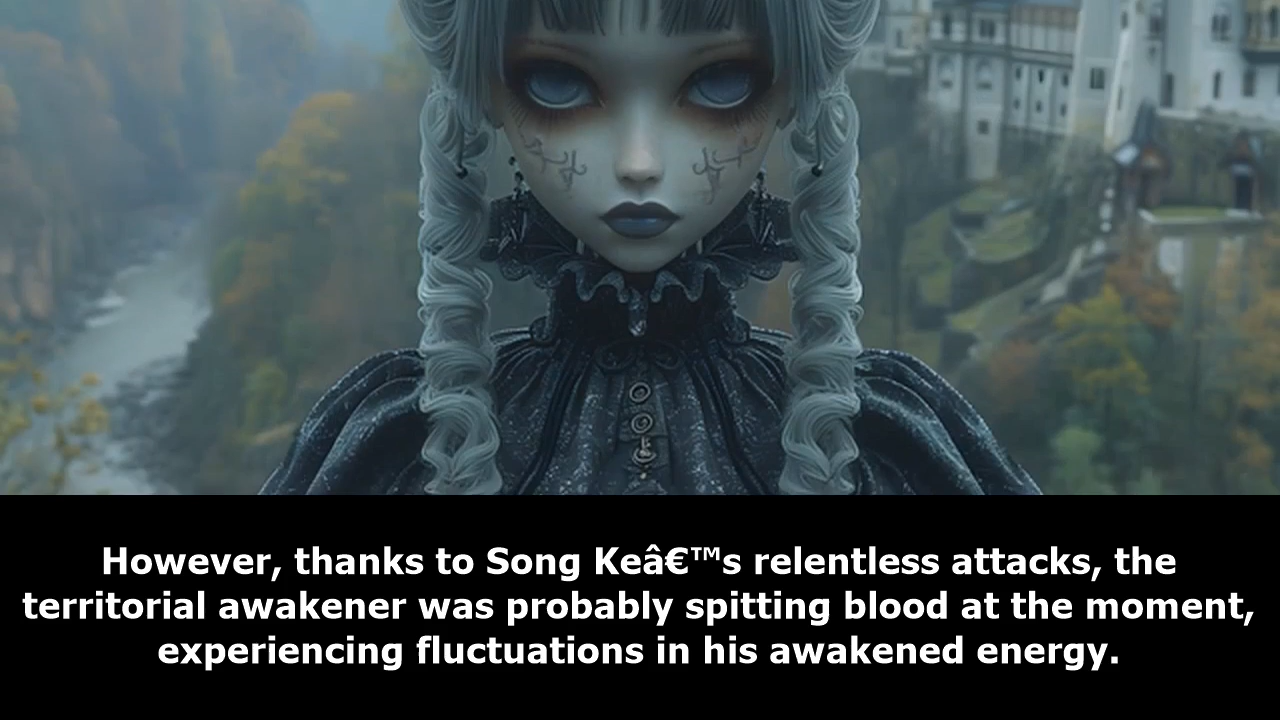 However, thanks to Song Keâ€™s relentless attacks, the
territorial awakener was probably spitting blood at the moment,
experiencing fluctuations in his awakened energy.